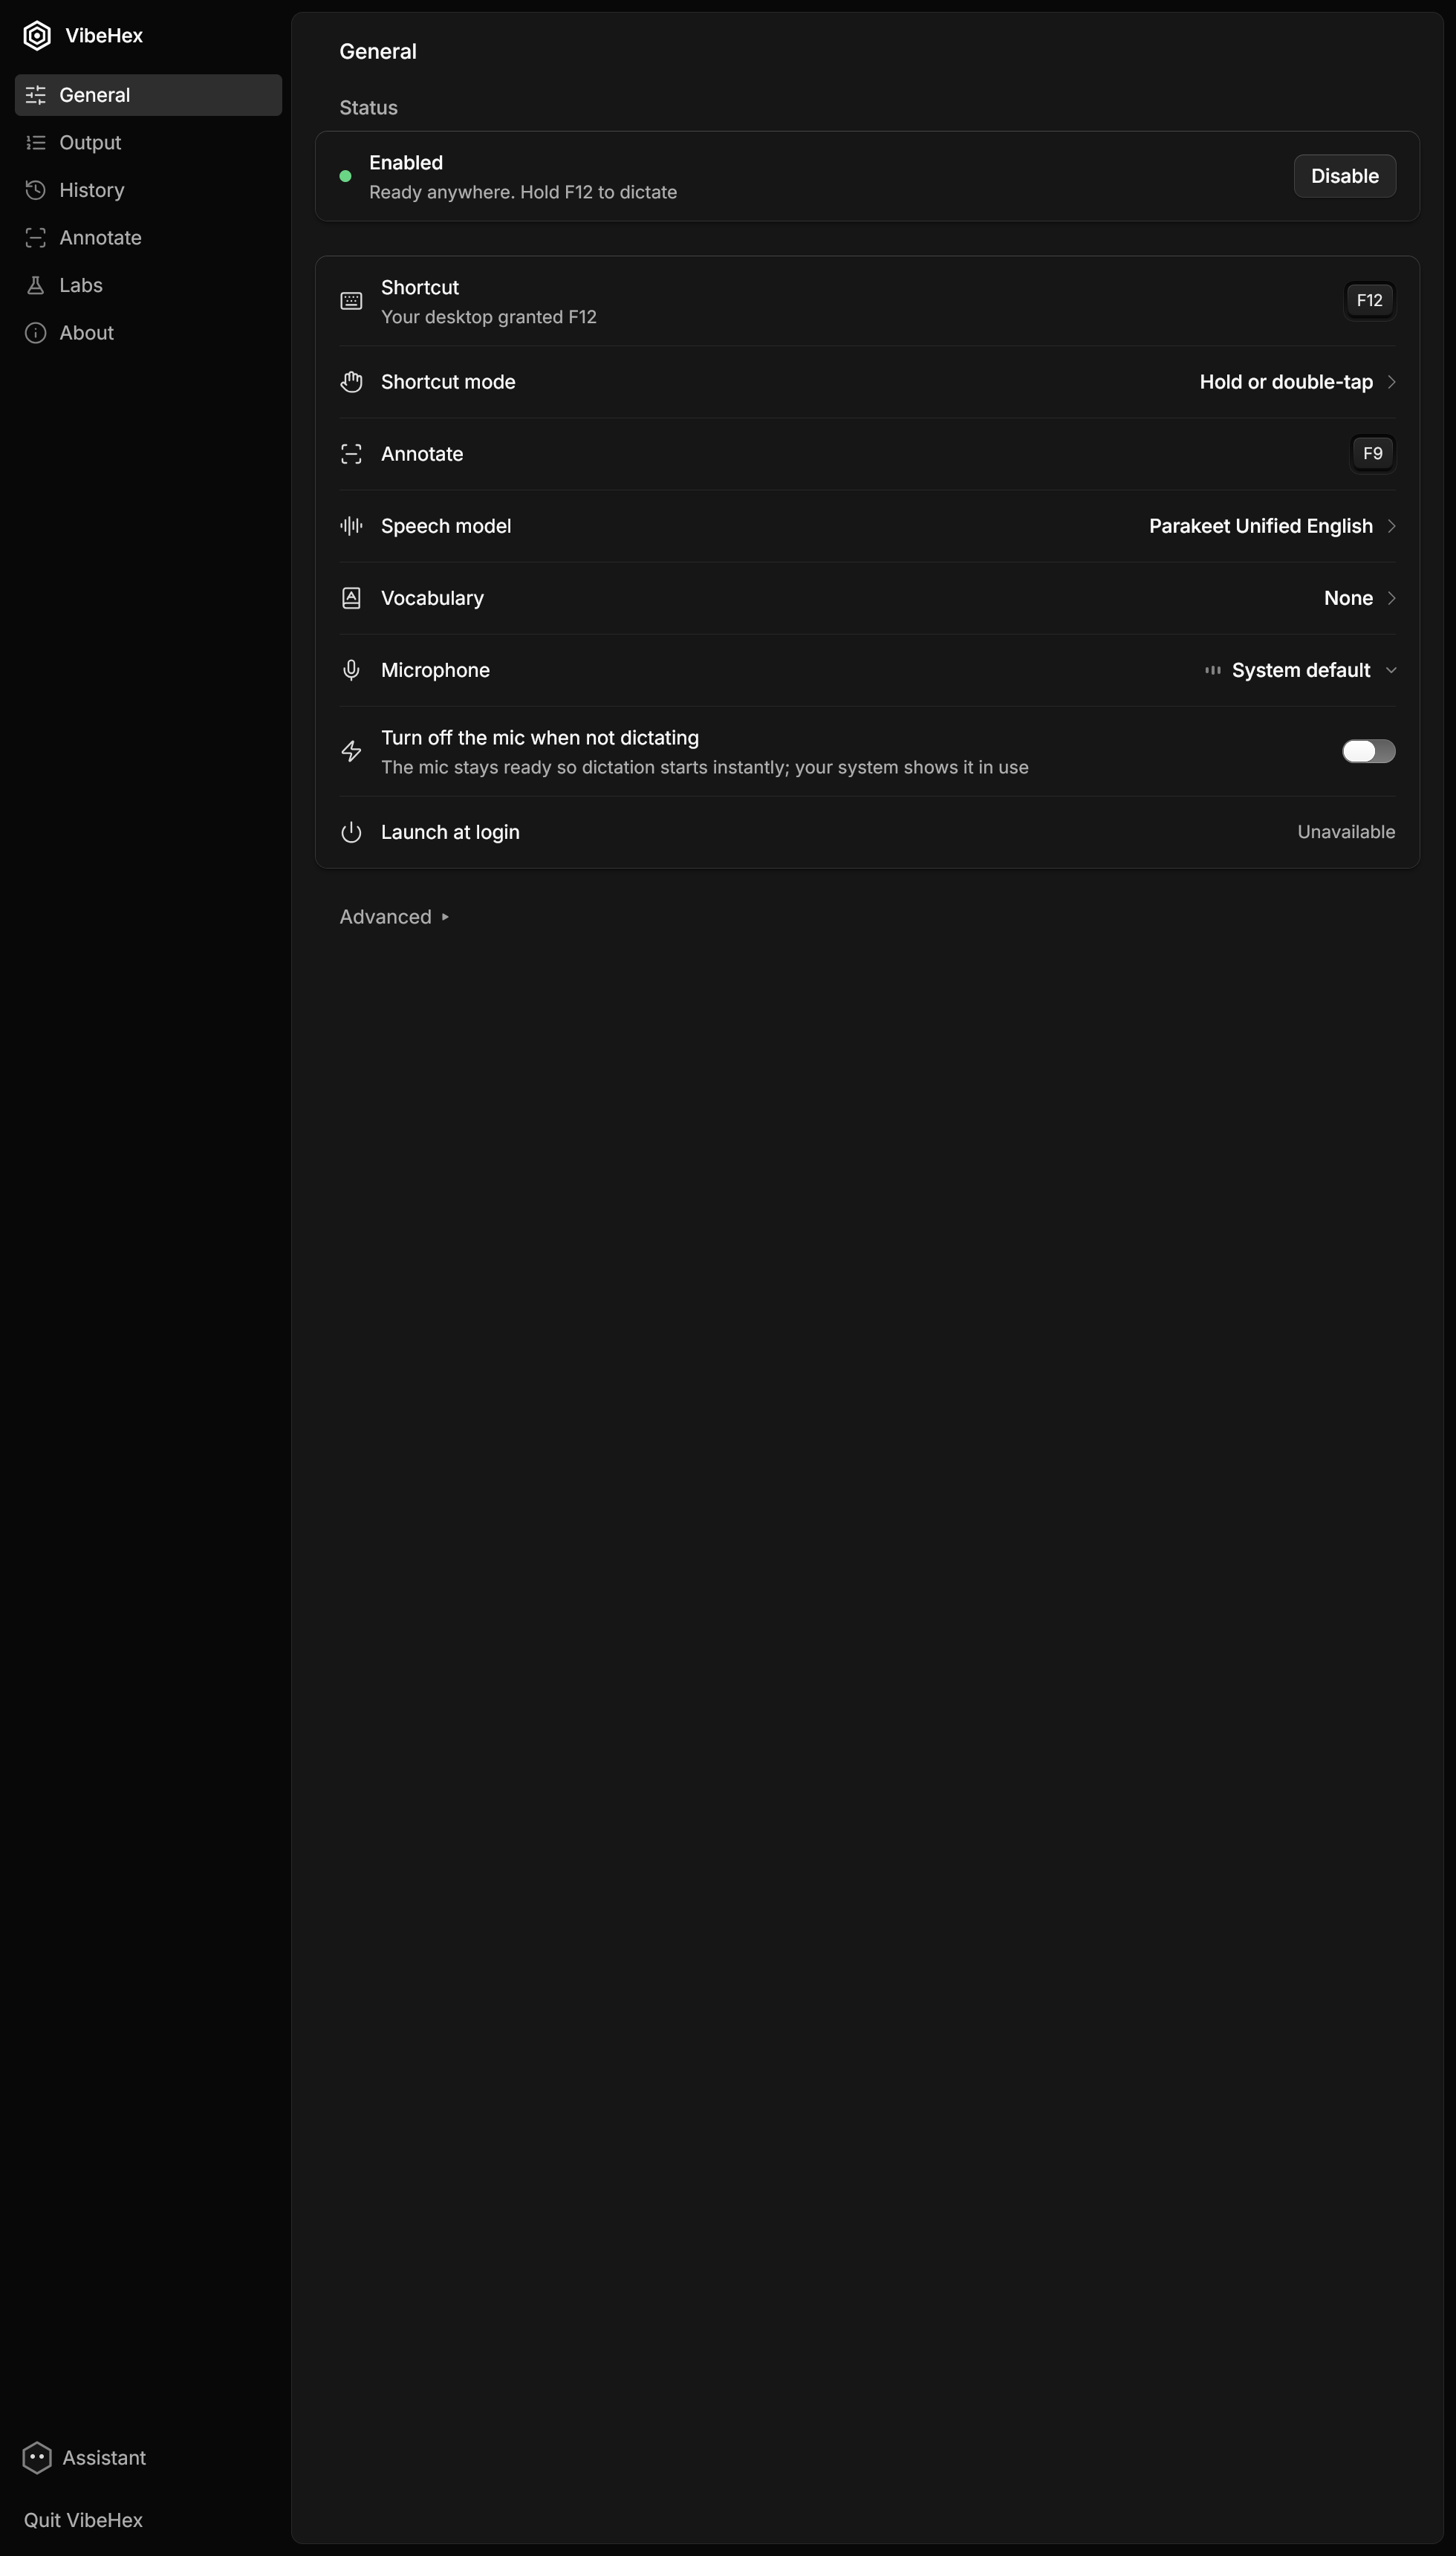 VibeHex
General
Output
History
Annotate
Labs
About
Assistant
Quit VibeHex
General
Status
Enabled
Ready anywhere. Hold F12 to dictate
Disable
Shortcut
Your desktop granted F12
F12
Shortcut mode
Hold or double-tap
Annotate
F9
Speech model
Parakeet Unified English
Vocabulary
None
Microphone
System default
Turn off the mic when not dictating
The mic stays ready so dictation starts instantly; your system shows it in use
Launch at login
Unavailable
Advanced